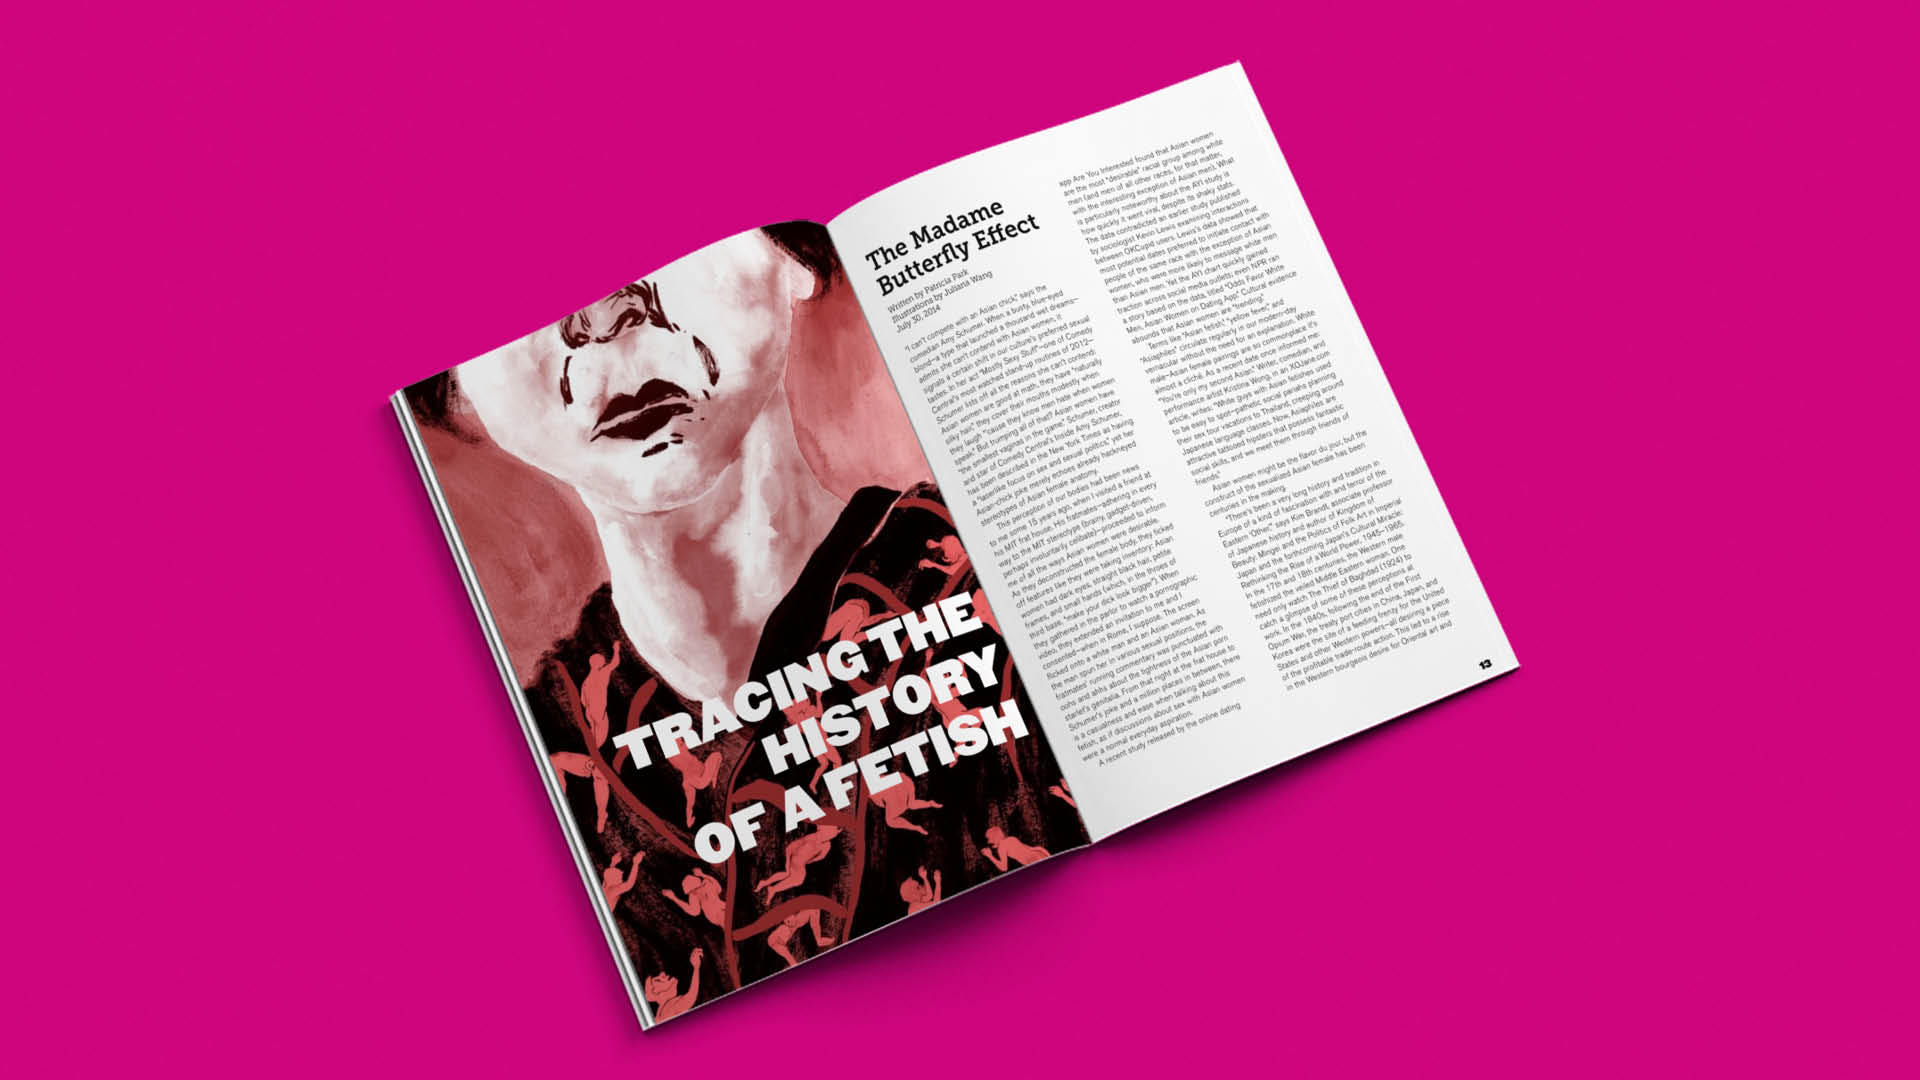 TRACING THE
HISTORY
OF A FETISH
The Madame
Butterfly Effect
Written by Patricia Park
Illustrations by Juliana Wang
July 30, 2014
"I can't compete with an Asian chick," says the
comedian Amy Schumer. When a busty, blue-eyed
blond—a type that launched a thousand wet dreams—
admits she can't contend with Asian women, it
signals a certain shift in our culture's preferred sexual
tastes. In her act "Mostly Sexy Stuff"—one of Comedy
Central's most watched stand-up routines of 2012—
Schumer lists off all the reasons she can't contend:
Asian women are good at math, they have "naturally
silky hair," they cover their mouths modestly when
they laugh "'cause they know men hate when women
speak." But trumping all of that? Asian women have
"the smallest vaginas in the game." Schumer, creator
and star of Comedy Central's Inside Amy Schumer,
has been described in the New York Times as having
a "laserlike focus on sex and sexual politics," yet her
Asian-chick joke merely echoes already hackneyed
stereotypes of Asian female anatomy.
This perception of our bodies had been news
to me some 15 years ago, when I visited a friend at
his MIT frat house. His fratmates—adhering in every
way to the MIT stereotype (brainy, gadget-driven,
perhaps involuntarily celibate)—proceeded to inform
me of all the ways Asian women were desirable.
As they deconstructed the female body, they ticked
off features like they were taking inventory: Asian
women had dark eyes, straight black hair, petite
frames, and small hands (which, in the throes of
third base, "make your dick look bigger"). When
they gathered in the parlor to watch a pornographic
video, they extended an invitation to me and I
consented—when in Rome, I suppose. The screen
flicked onto a white man and an Asian woman. As
the man spun her in various sexual positions, the
fratmates' running commentary was punctuated with
oohs and ahhs about the tightness of the Asian porn
starlet's genitalia. From that night at the frat house to
Schumer's joke and a million places in between, there
is a casualness and ease when talking about this
fetish, as if discussions about sex with Asian women
were a normal everyday aspiration.
A recent study released by the online dating
app Are You Interested found that Asian women
are the most "desirable" racial group among white
men (and men of all other races, for that matter,
with the interesting exception of Asian men). What
is particularly noteworthy about the AYI study is
how quickly it went viral, despite its shaky stats.
The data contradicted an earlier study published
by sociologist Kevin Lewis examining interactions
between OKCupid users. Lewis's data showed that
most potential dates preferred to initiate contact with
people of the same race with the exception of Asian
women, who were more likely to message white men
than Asian men. Yet the AYI chart quickly gained
traction across social media outlets; even NPR ran
a story based on the data, titled "Odds Favor White
Men, Asian Women on Dating App." Cultural evidence
abounds that Asian women are "trending."
Terms like "Asian fetish," "yellow fever," and
"Asiaphiles" circulate regularly in our modern-day
vernacular without the need for an explanation. White
male–Asian female pairings are so commonplace it's
almost a cliché. As a recent date once informed me:
"You're only my second Asian." Writer, comedian, and
performance artist Kristina Wong, in an XOJane.com
article, writes: "White guys with Asian fetishes used
to be easy to spot—pathetic social pariahs planning
their sex tour vacations to Thailand, creeping around
Japanese language classes. Now, Asiaphiles are
attractive tattooed hipsters that possess fantastic
social skills, and we meet them through friends of
friends."
Asian women might be the flavor du jour, but the
construct of the sexualized Asian female has been
centuries in the making.
"There's been a very long history and tradition in
Europe of a kind of fascination with and terror of the
Eastern 'Other,'" says Kim Brandt, associate professor
of Japanese history and author of Kingdom of
Beauty: Mingei and the Politics of Folk Art in Imperial
Japan and the forthcoming Japan's Cultural Miracle:
Rethinking the Rise of a World Power, 1945–1965.
In the 17th and 18th centuries, the Western male
fetishized the veiled Middle Eastern woman. One
need only watch The Thief of Baghdad (1924) to
catch a glimpse of some of these perceptions at
work. In the 1840s, following the end of the First
Opium War, the treaty port cities in China, Japan, and
Korea were the site of a feeding frenzy for the United
States and other Western powers—all desiring a piece
of the profitable trade-route action. This led to a rise
in the Western bourgeois desire for Oriental art and
13